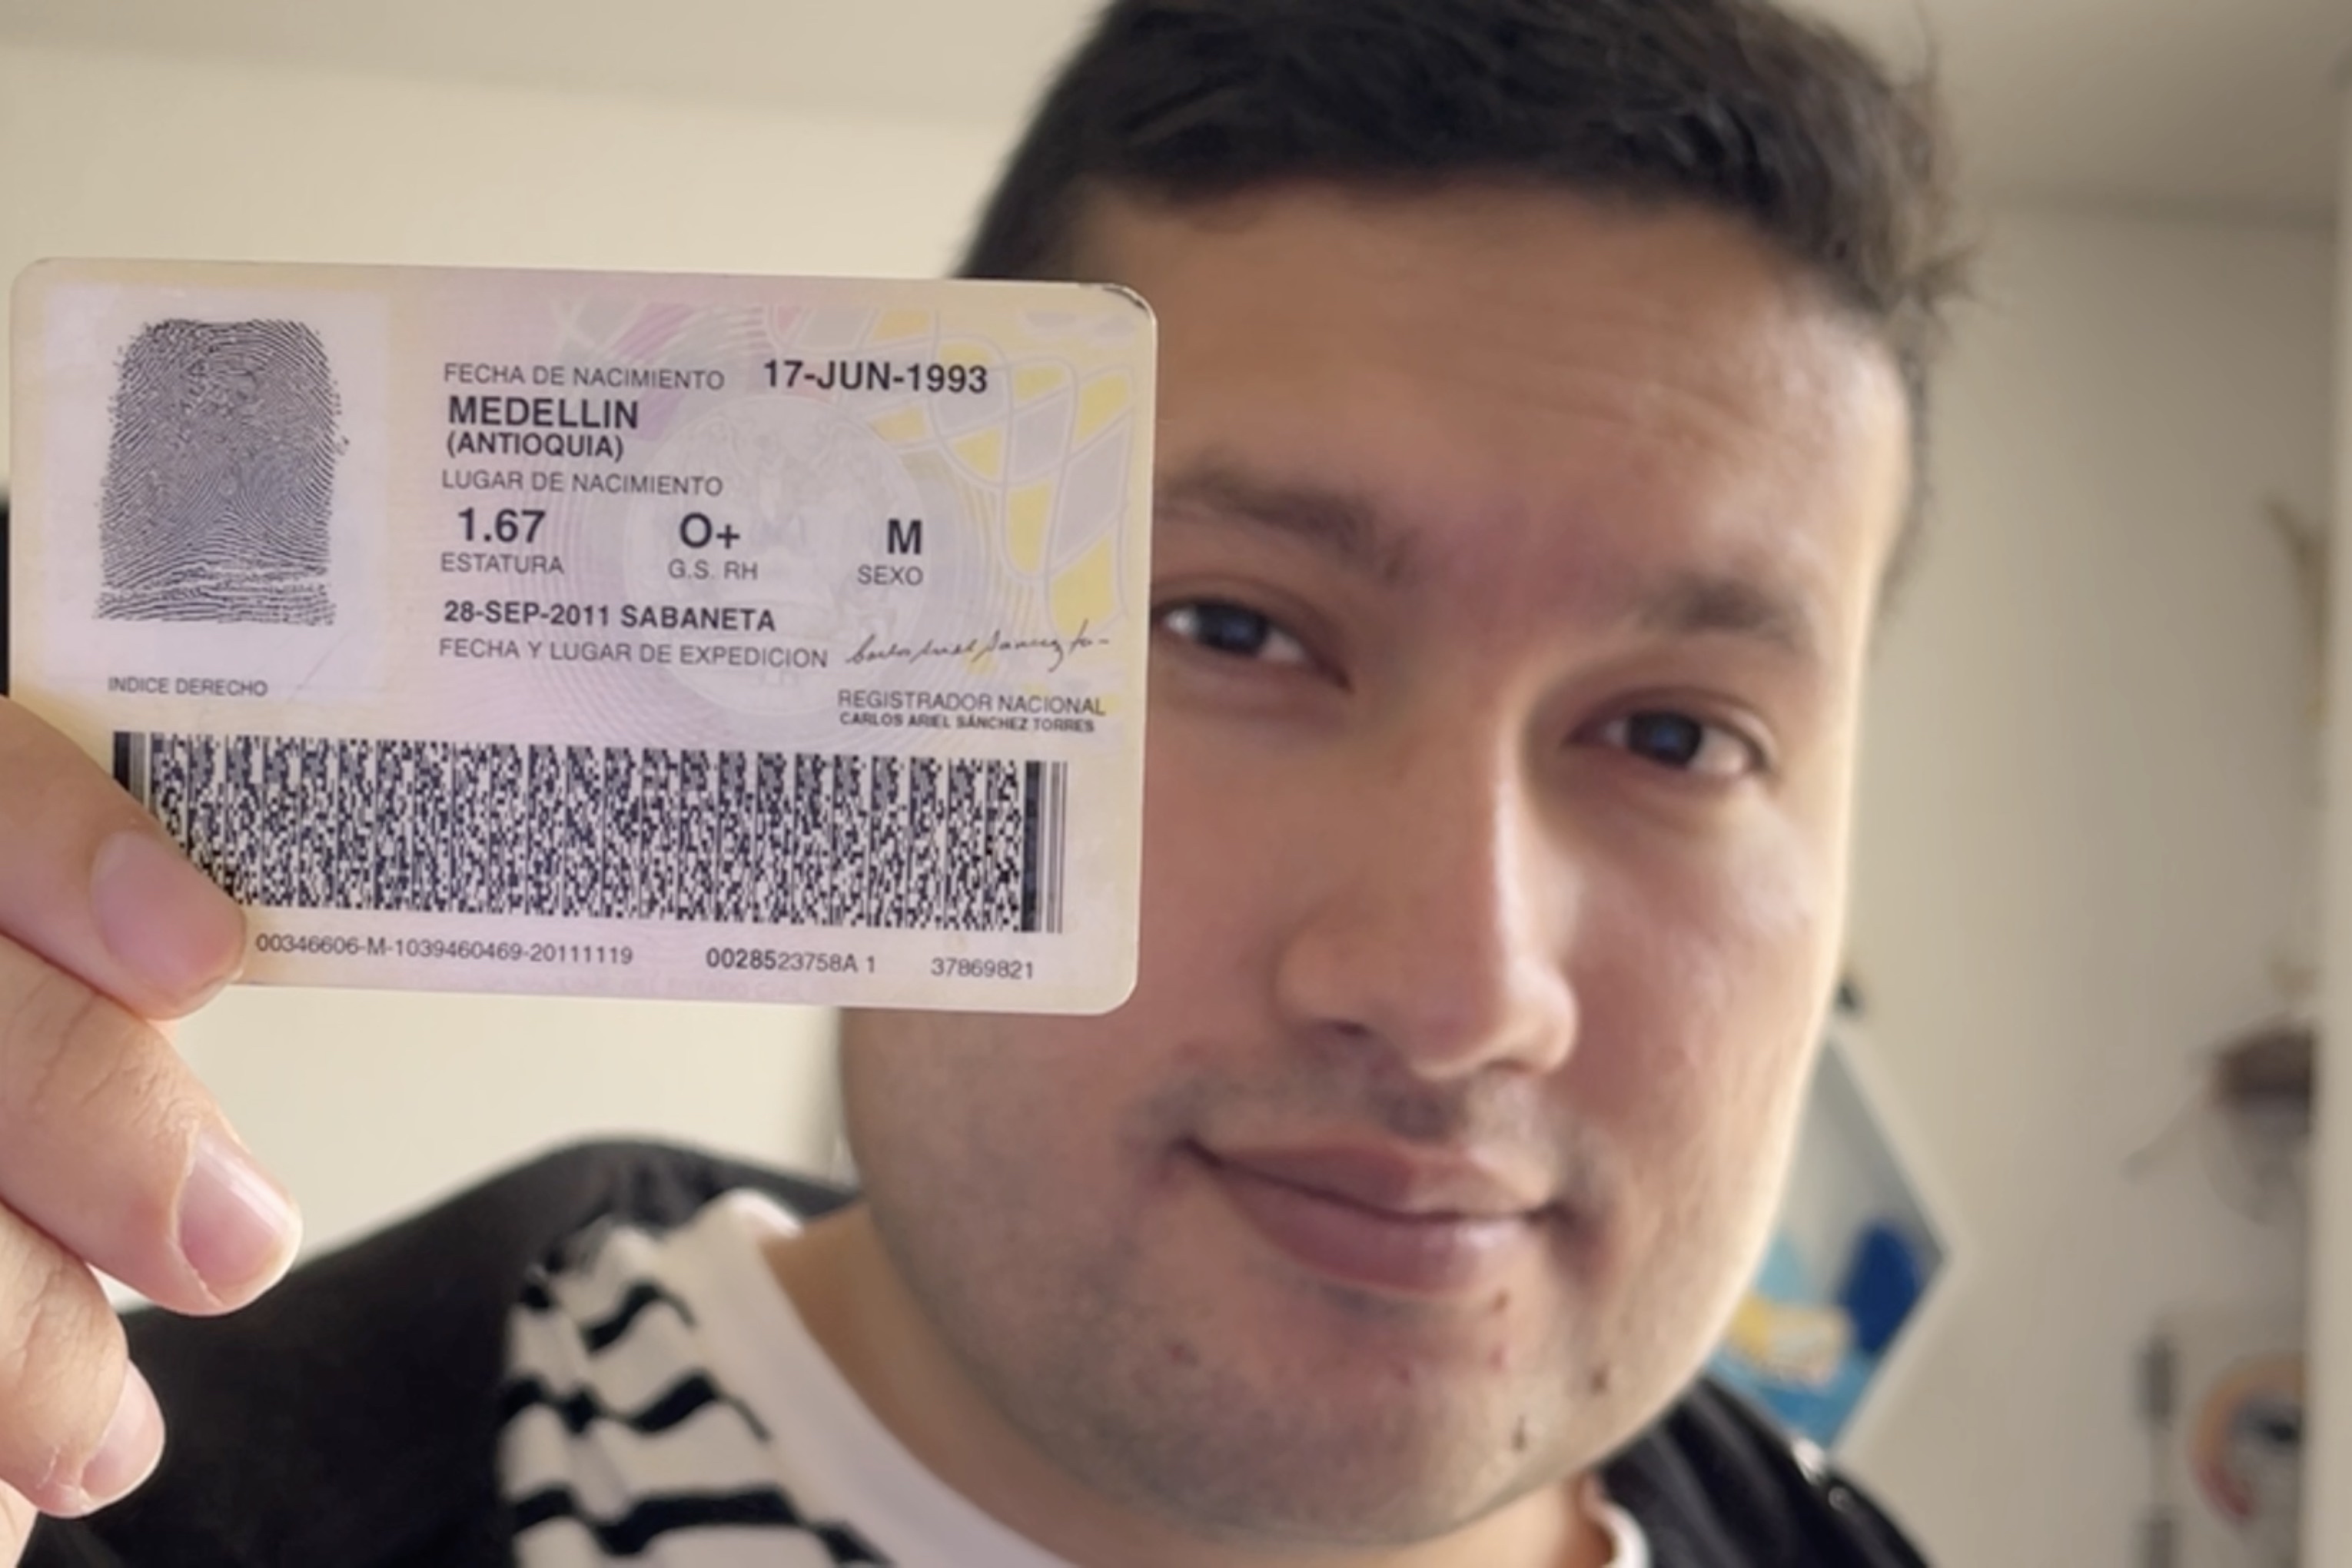 FECHA DE NACIMIENTO 17-JUN-1993
MEDELLIN
(ANTIOQUIA)
LUGAR DE NACIMIENTO
1.67 O+ M
ESTATURA G.S. RH SEXO
28-SEP-2011 SABANETA
FECHA Y LUGAR DE EXPEDICION
INDICE DERECHO
REGISTRADOR NACIONAL
CARLOS ARIEL SÁNCHEZ TORRES
00346606-M-1039460469-20111119 0028523758A 1 37869821